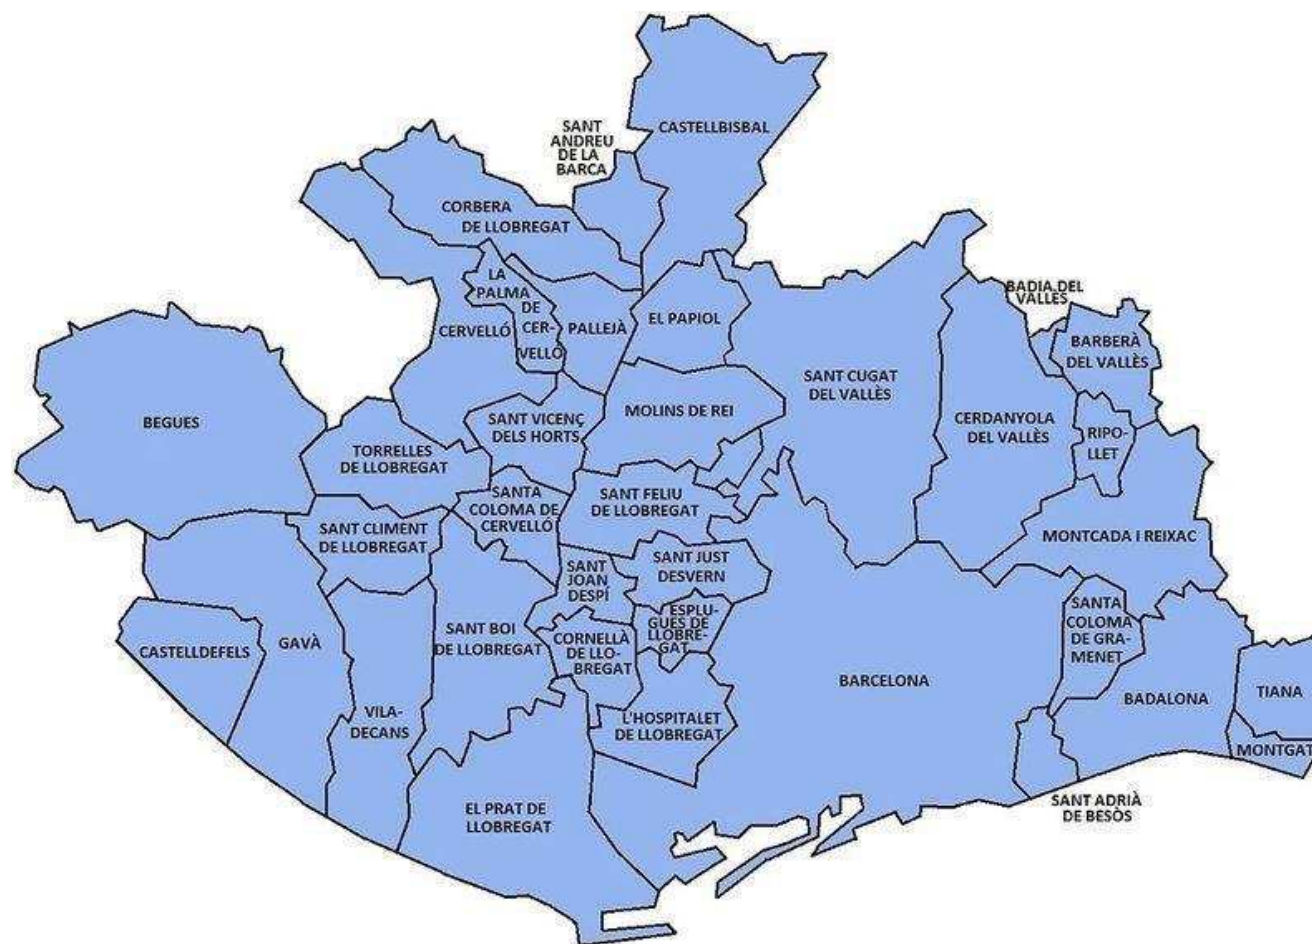 SANT
ANDREU
DE LA
BARCA
CASTELLBISBAL
CORBERA
DE LLOBREGAT
LA
PALMA
DE
CER-
VELLÓ
CERVELLÓ
PALLEJÀ
EL PAPIOL
BADIA DEL
VALLÈS
BARBERÀ
DEL VALLÈS
SANT CUGAT
DEL VALLÈS
BEGUES
SANT VICENÇ
DELS HORTS
MOLINS DE REI
CERDANYOLA
DEL VALLÈS
RIPO-
LLET
TORRELLES
DE LLOBREGAT
SANTA
COLOMA DE
CERVELLÓ
SANT FELIU
DE LLOBREGAT
SANT CLIMENT
DE LLOBREGAT
MONTCADA I REIXAC
SANT
JOAN
DESPÍ
SANT JUST
DESVERN
SANTA
COLOMA
DE GRA-
MENET
ESPLU-
GUES DE
LLOBRE-
GAT
CASTELLDEFELS
GAVÀ
SANT BOI
DE LLOBREGAT
CORNELLÀ
DE LLO-
BREGAT
BARCELONA
BADALONA
TIANA
VILA-
DECANS
L'HOSPITALET
DE LLOBREGAT
MONTGAT
EL PRAT DE
LLOBREGAT
SANT ADRIÀ
DE BESÒS